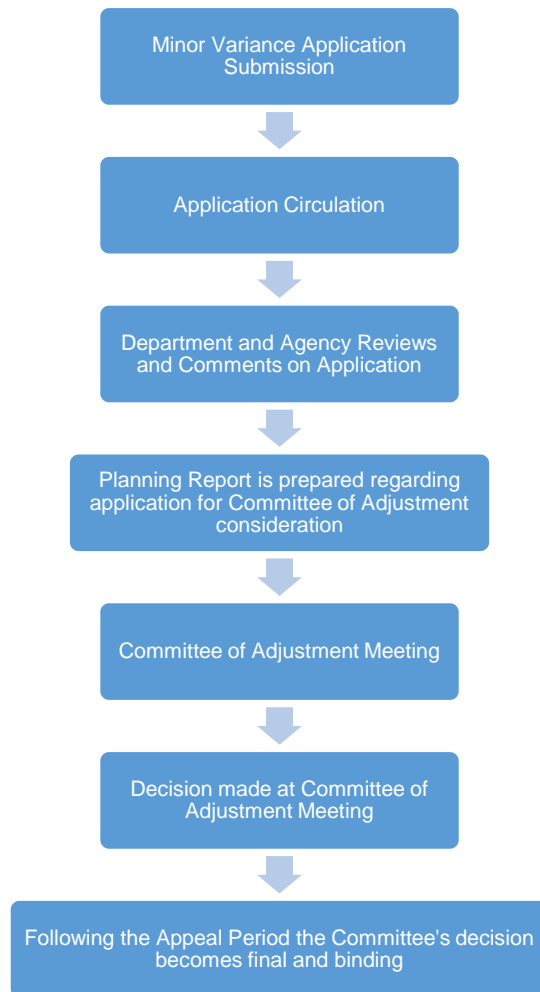 Minor Variance Application
Submission
Application Circulation
Department and Agency Reviews
and Comments on Application
Planning Report is prepared regarding
application for Committee of Adjustment
consideration
Committee of Adjustment Meeting
Decision made at Committee of
Adjustment Meeting
Following the Appeal Period the Committee's decision
becomes final and binding